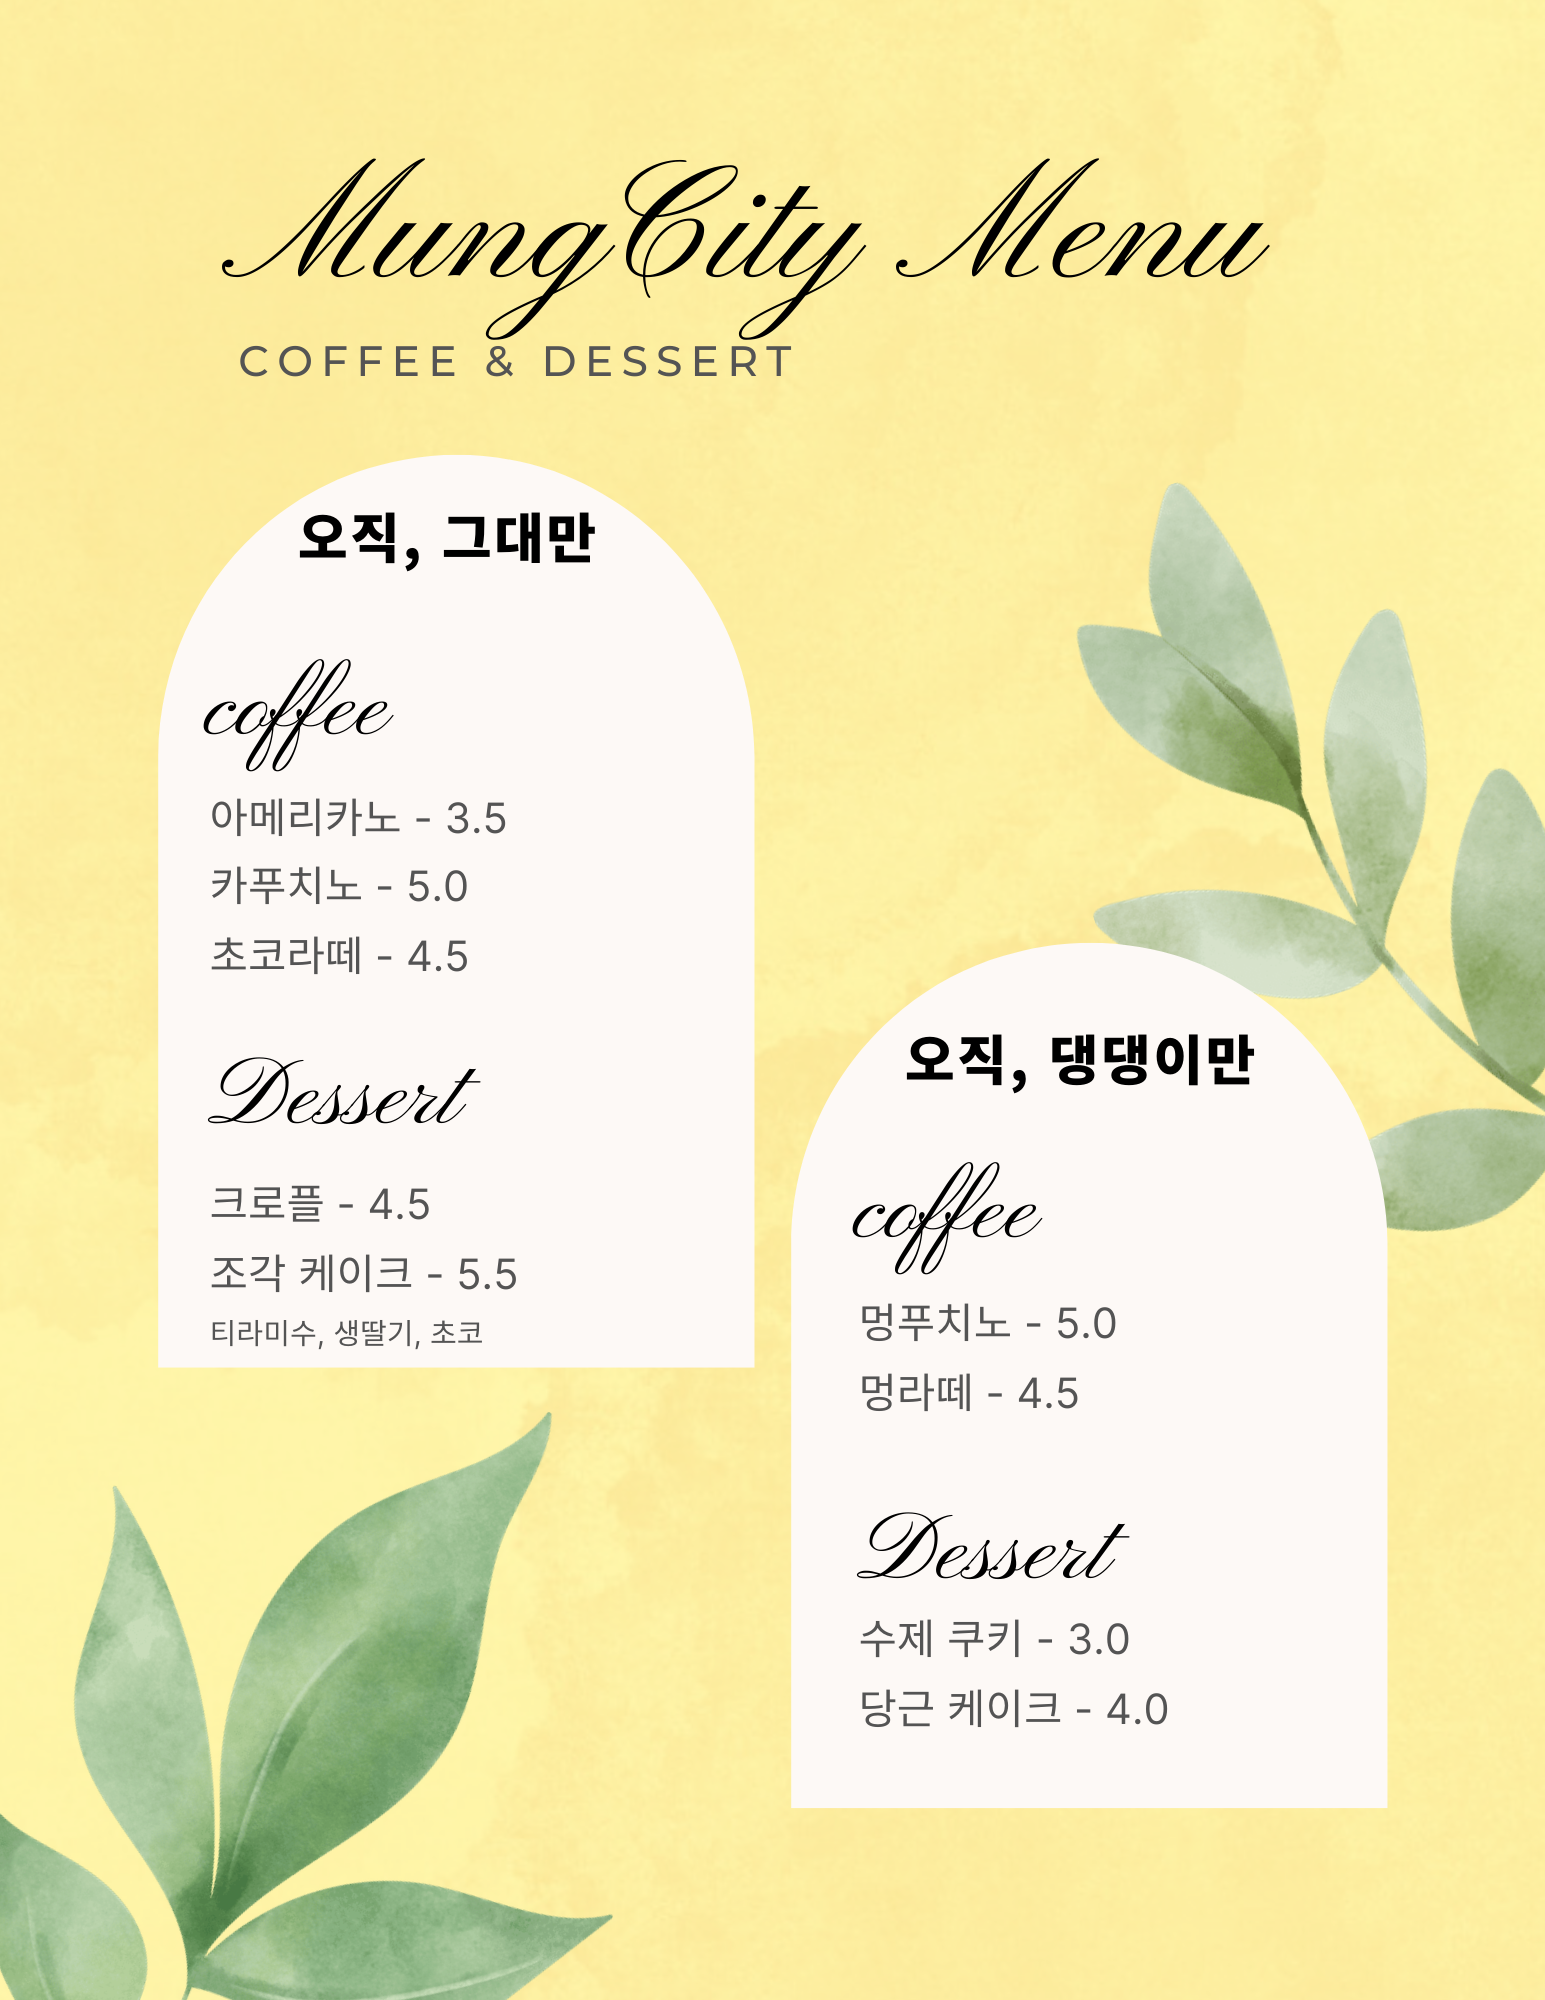 MungCity Menu
COFFEE & DESSERT
오직, 그대만
coffee
아메리카노 - 3.5
카푸치노 - 5.0
초코라떼 - 4.5
Dessert
크로플 - 4.5
조각 케이크 - 5.5
티라미수, 생딸기, 초코
오직, 댕댕이만
coffee
멍푸치노 - 5.0
멍라떼 - 4.5
Dessert
수제 쿠키 - 3.0
당근 케이크 - 4.0